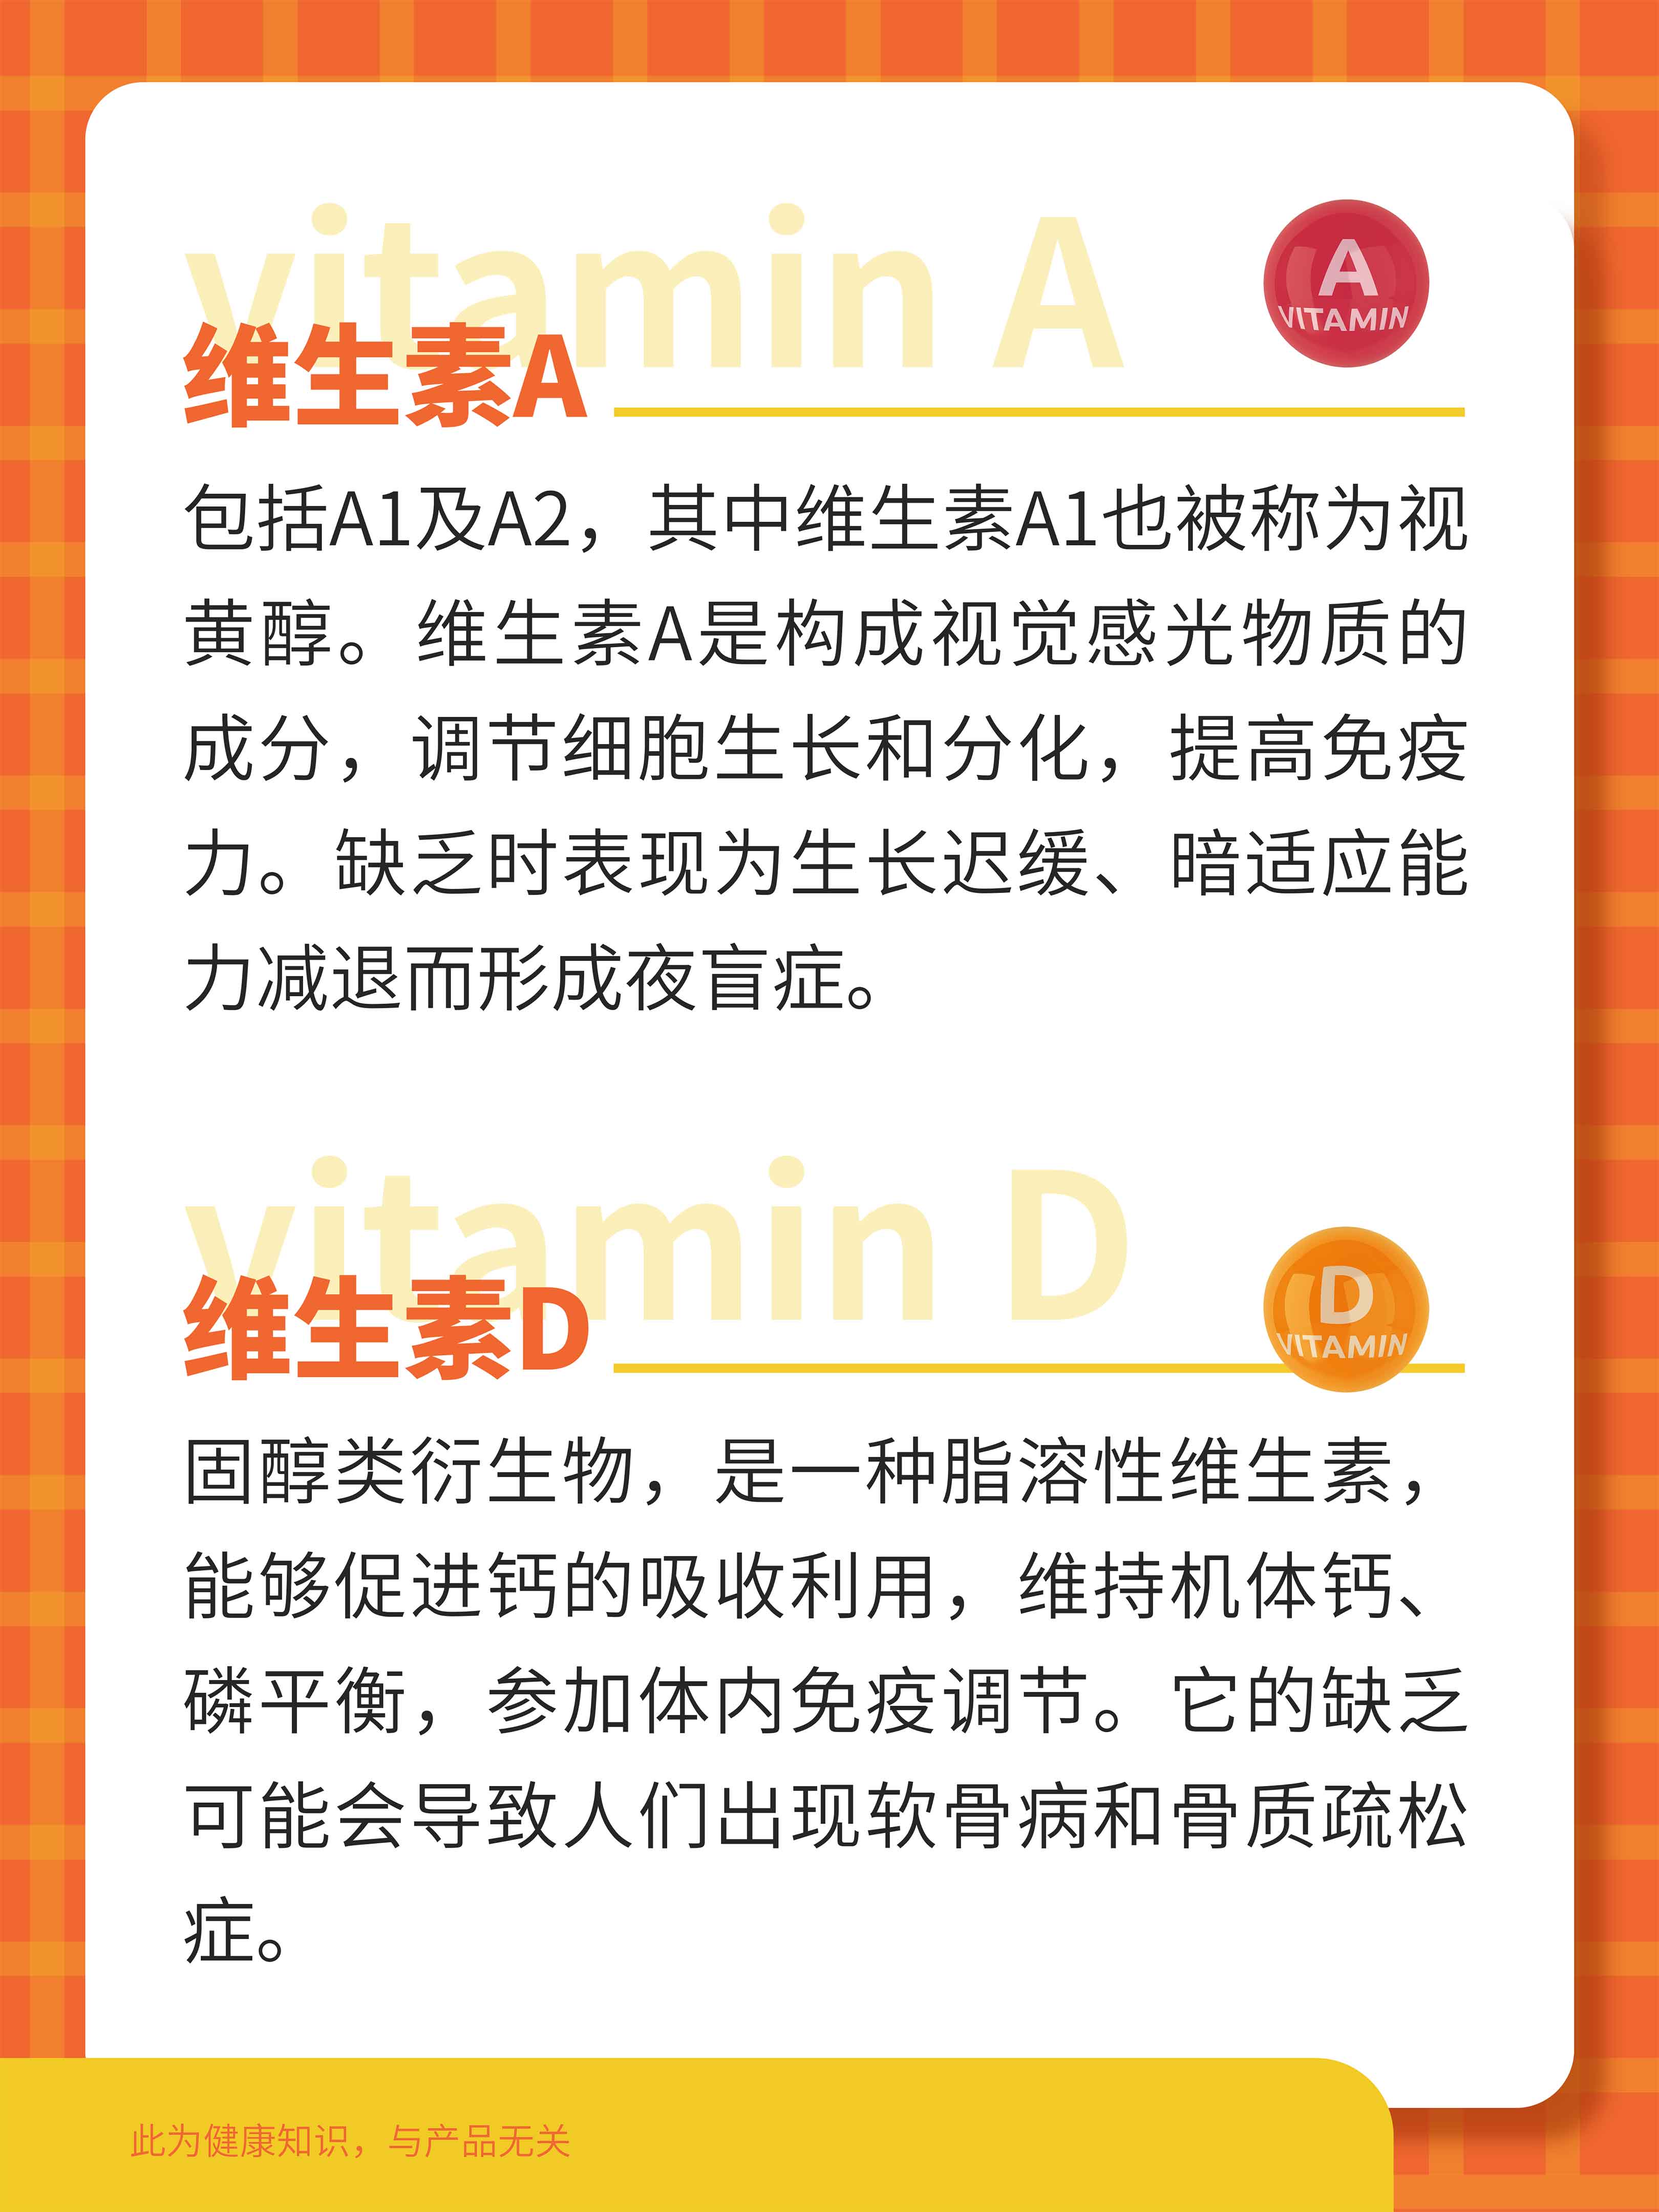 vitamin A
A
VITAMIN
维生素A
包括A1及A2，其中维生素A1也被称为视
黄醇。维生素A是构成视觉感光物质的
成分，调节细胞生长和分化，提高免疫
力。缺乏时表现为生长迟缓、暗适应能
力减退而形成夜盲症。
vitamin D
D
VITAMIN
维生素D
固醇类衍生物，是一种脂溶性维生素，
能够促进钙的吸收利用，维持机体钙、
磷平衡，参加体内免疫调节。它的缺乏
可能会导致人们出现软骨病和骨质疏松
症。
此为健康知识，与产品无关